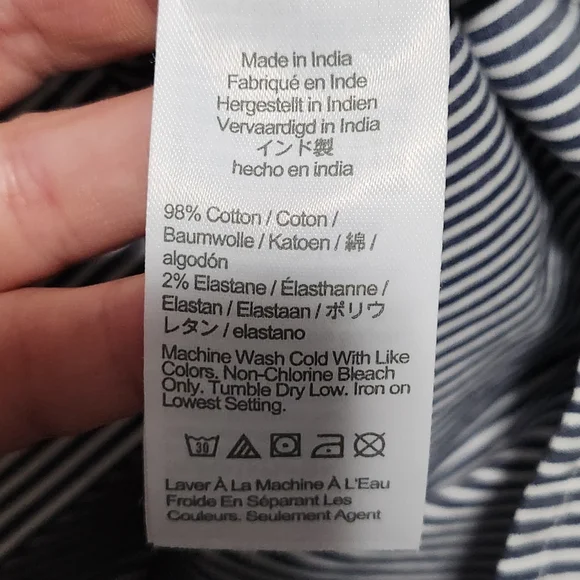 Made in India
Fabriqué en Inde
Hergestellt in Indien
Vervaardigd in India
インド製
hecho en india
98% Cotton / Coton /
Baumwolle / Katoen / 綿 /
algodón
2% Elastane / Élasthanne /
Elastan / Elastaan / ポリウ
レタン / elastano
Machine Wash Cold With Like
Colors. Non-Chlorine Bleach
Only. Tumble Dry Low. Iron on
Lowest Setting.
30
Laver À La Machine À L'Eau
Froide En Séparant Les
Couleurs. Seulement Agent